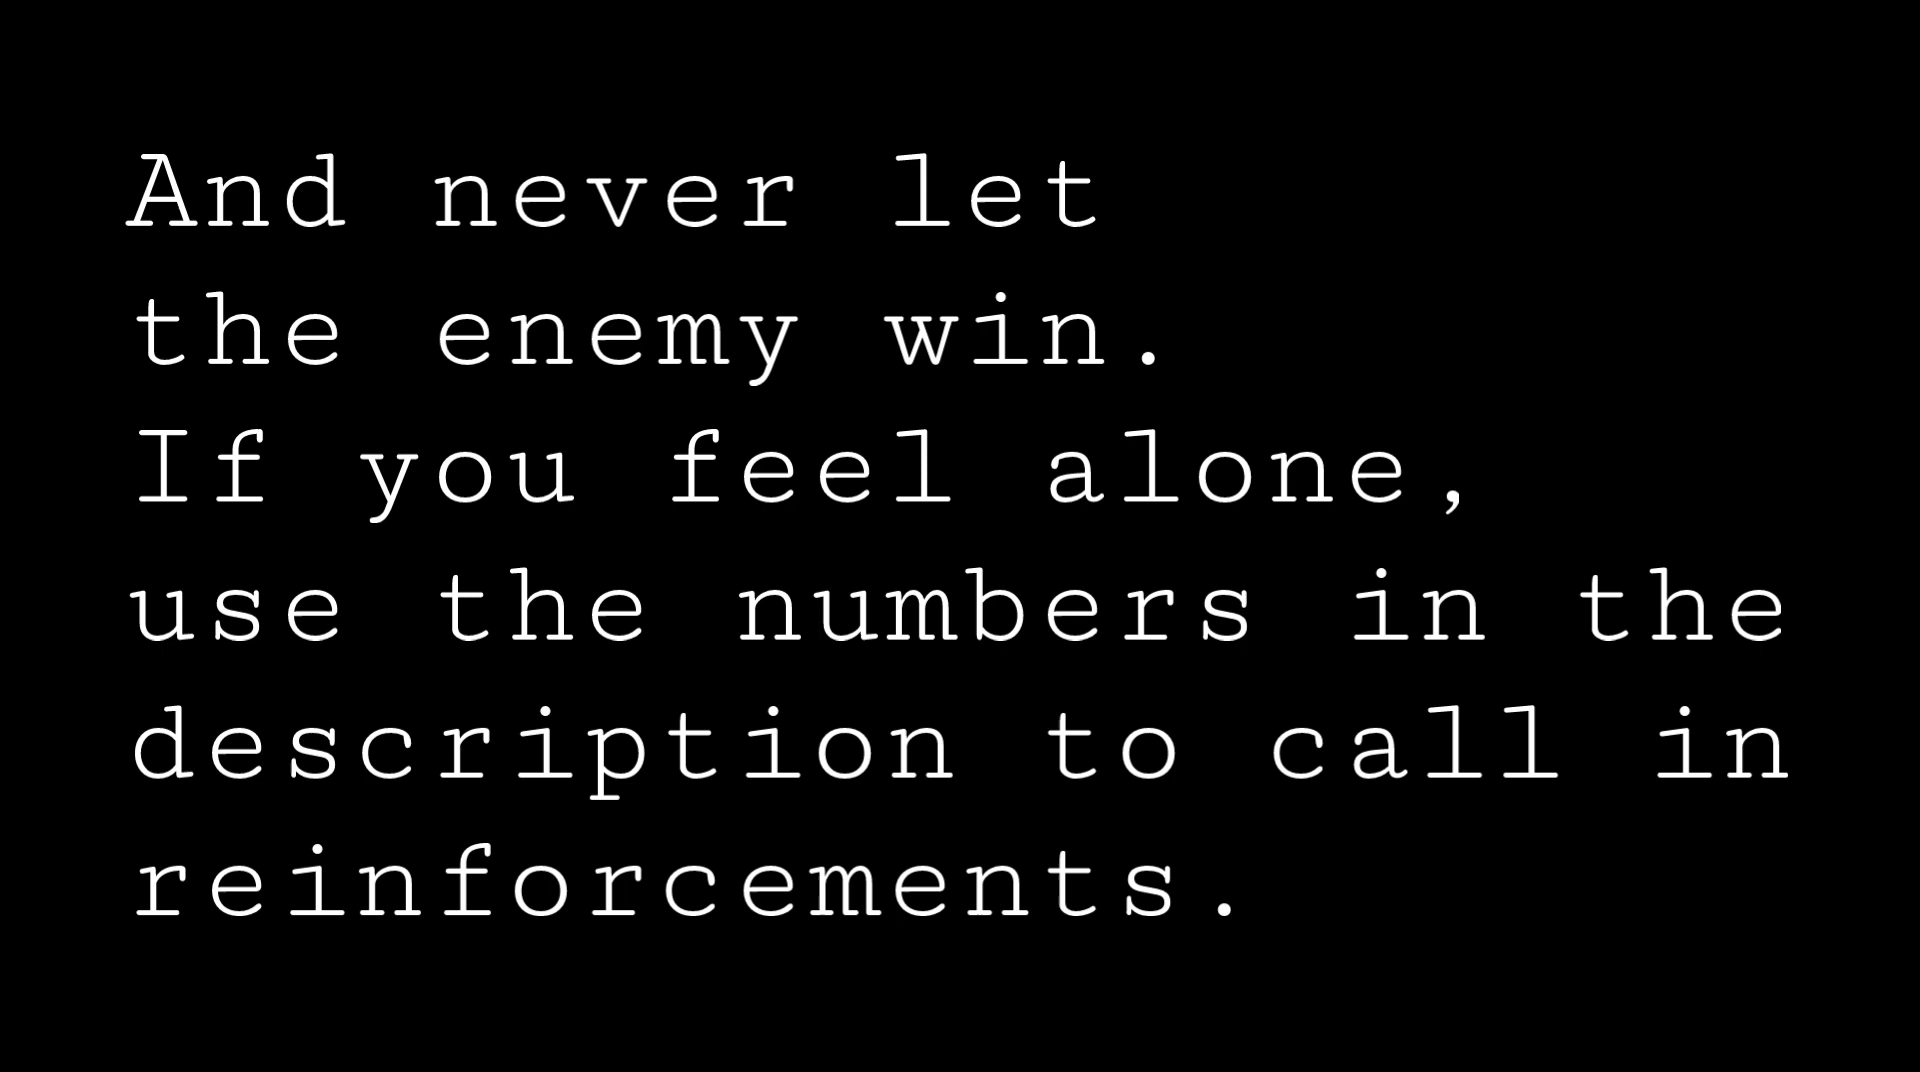 And never let
the enemy win.
If you feel alone,
use the numbers in the
description to call in
reinforcements.